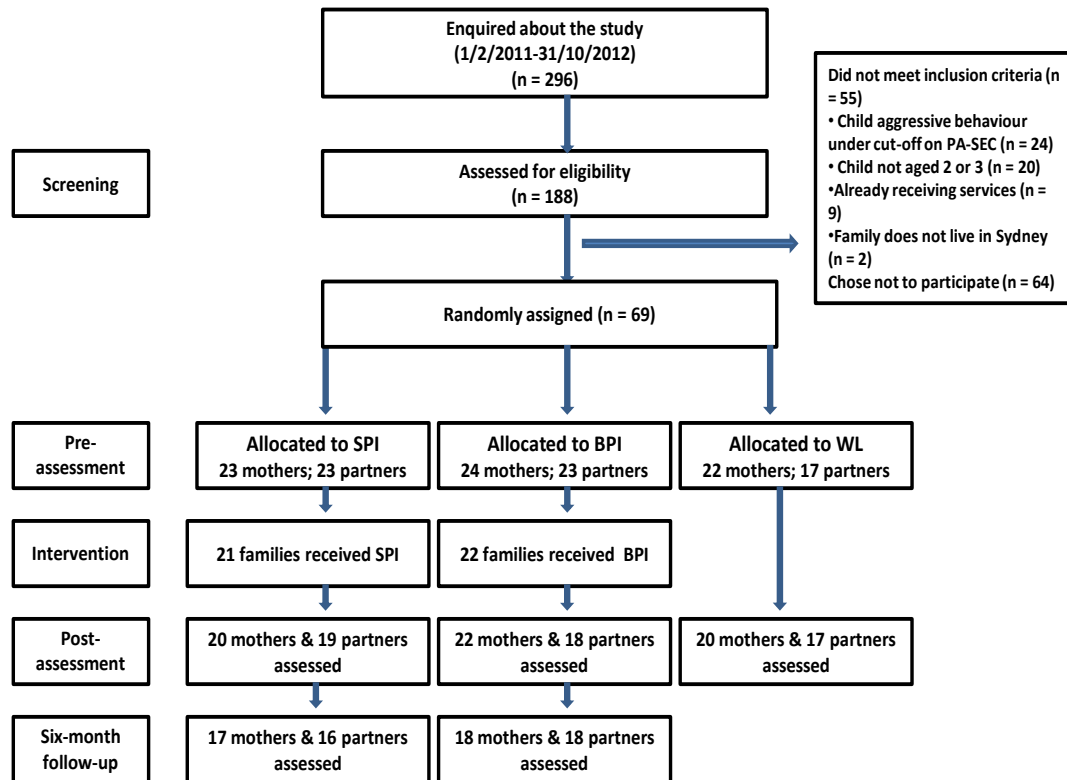 Enquired about the study
(1/2/2011-31/10/2012)
(n = 296)
Did not meet inclusion criteria (n
= 55)
• Child aggressive behaviour
under cut-off on PA-SEC (n = 24)
• Child not aged 2 or 3 (n = 20)
•Already receiving services (n =
9)
•Family does not live in Sydney
(n = 2)
Chose not to participate (n = 64)
Screening
Assessed for eligibility
(n = 188)
Randomly assigned (n = 69)
Pre-
assessment
Allocated to SPI
23 mothers; 23 partners
Allocated to BPI
24 mothers; 23 partners
Allocated to WL
22 mothers; 17 partners
Intervention
21 families received SPI
22 families received BPI
Post-
assessment
20 mothers & 19 partners
assessed
22 mothers & 18 partners
assessed
20 mothers & 17 partners
assessed
Six-month
follow-up
17 mothers & 16 partners
assessed
18 mothers & 18 partners
assessed